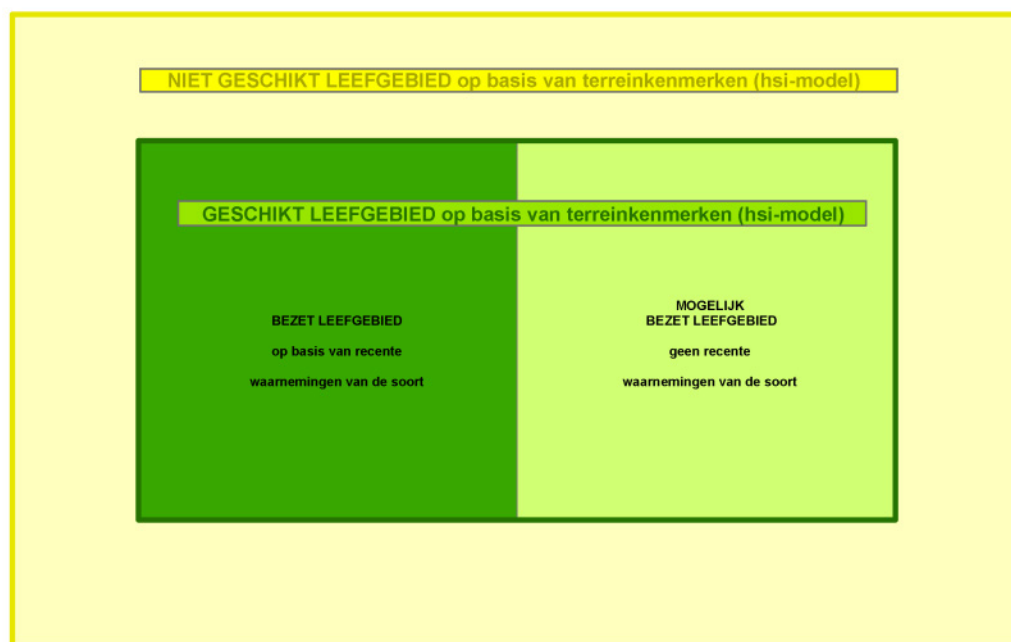 NIET GESCHIKT LEEFGEBIED op basis van terreinkenmerken (hsi-model)
GESCHIKT LEEFGEBIED op basis van terreinkenmerken (hsi-model)
BEZET LEEFGEBIED
op basis van recente
waarnemingen van de soort
MOGELIJK
BEZET LEEFGEBIED
geen recente
waarnemingen van de soort